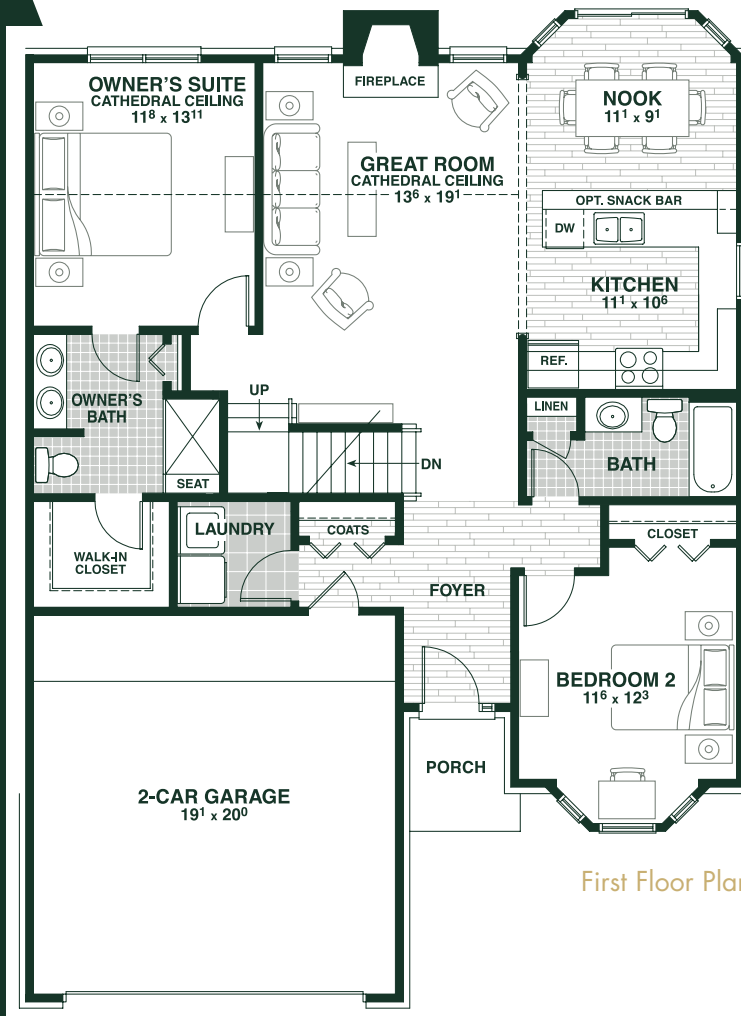 OWNER'S SUITE
CATHEDRAL CEILING
11⁸ x 13¹¹
FIREPLACE
GREAT ROOM
CATHEDRAL CEILING
13⁶ x 19¹
NOOK
11¹ x 9¹
OPT. SNACK BAR
DW
KITCHEN
11¹ x 10⁶
REF.
OWNER'S
BATH
SEAT
UP
DN
LINEN
BATH
WALK-IN
CLOSET
LAUNDRY
COATS
FOYER
CLOSET
BEDROOM 2
11⁶ x 12³
PORCH
2-CAR GARAGE
19¹ x 20⁰
First Floor Plan